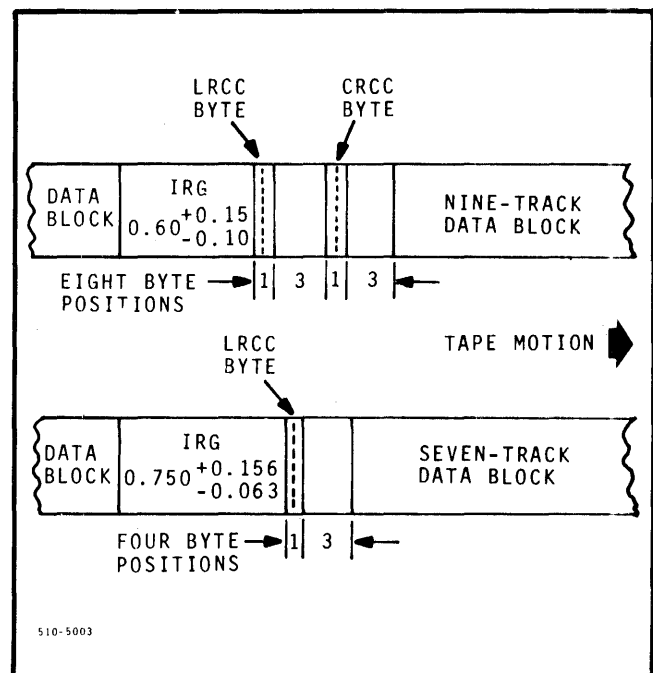 LRCC BYTE
CRCC BYTE
DATA BLOCK
IRG
0.60 +0.15 -0.10
NINE-TRACK DATA BLOCK
EIGHT BYTE POSITIONS
1 3 1 3
LRCC BYTE
TAPE MOTION
DATA BLOCK
IRG
0.750 +0.156 -0.063
SEVEN-TRACK DATA BLOCK
FOUR BYTE POSITIONS
1 3
510-5003